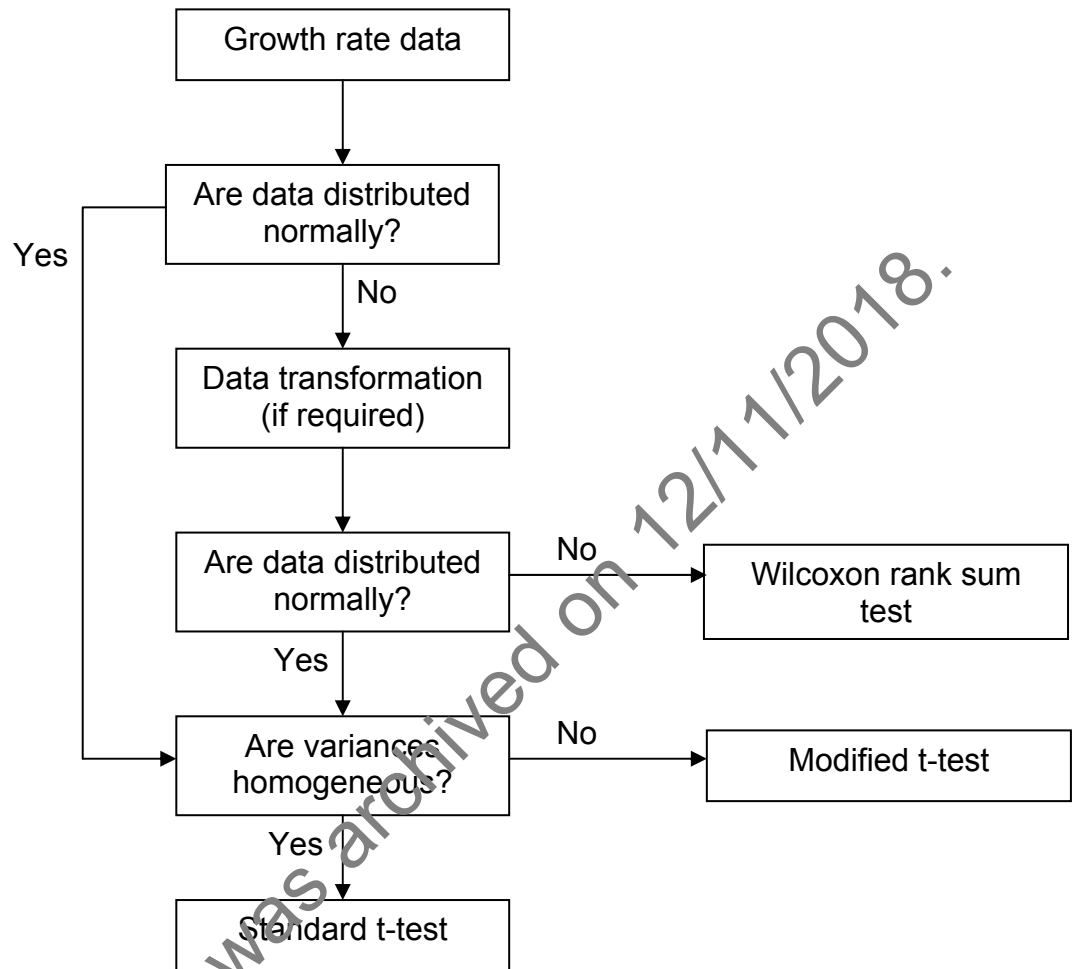 Growth rate data
Are data distributed
normally?
Yes
No
Data transformation
(if required)
Are data distributed
normally?
No
Wilcoxon rank sum
test
Yes
Are variances
homogeneous?
No
Modified t-test
Yes
Standard t-test
was archived on 12/11/2018.